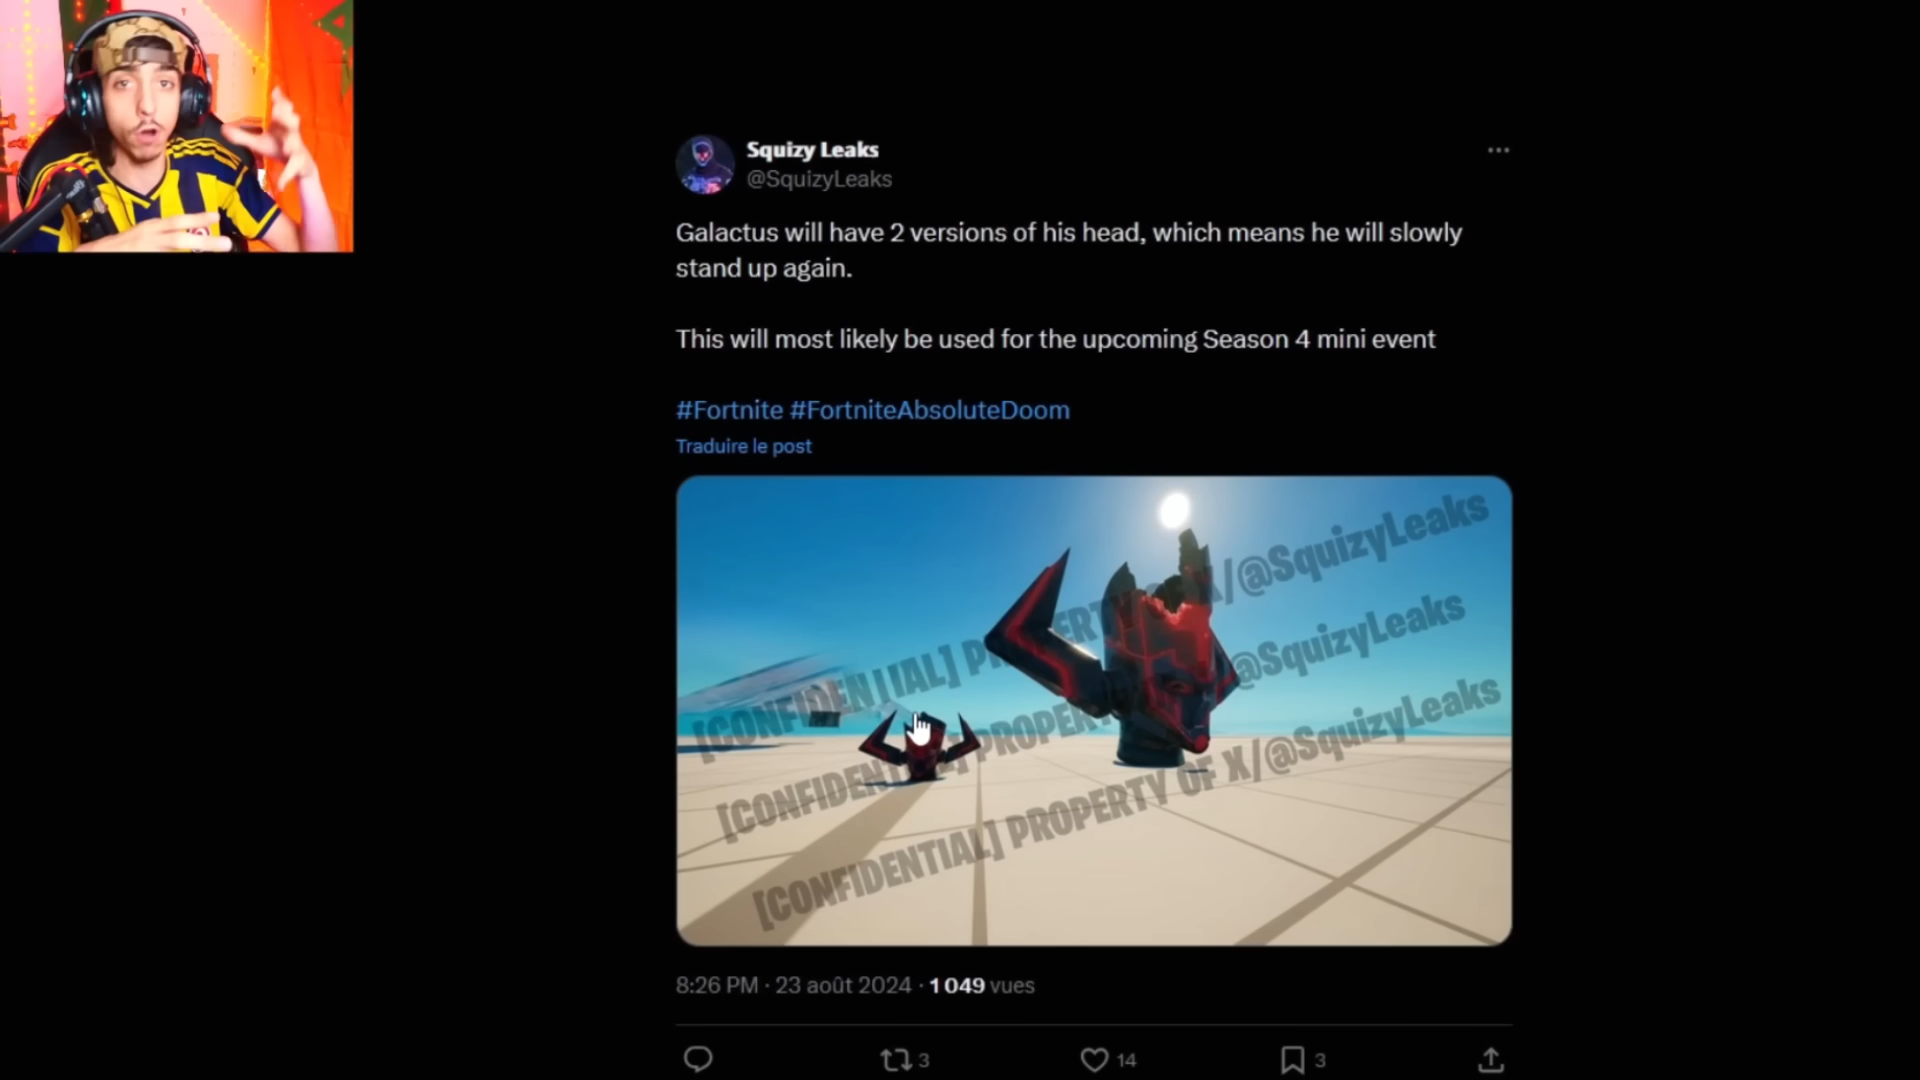 Squizy Leaks
@SquizyLeaks
Galactus will have 2 versions of his head, which means he will slowly
stand up again.
This will most likely be used for the upcoming Season 4 mini event
#Fortnite #FortniteAbsoluteDoom
Traduire le post
[CONFIDENTIAL] PROPERTY OF X/@SquizyLeaks
[CONFIDENTIAL] PROPERTY @SquizyLeaks
[CONFIDENTIAL] PROPERTY OF X/@SquizyLeaks
8:26 PM · 23 août 2024 · 1 049 vues
3
14
3